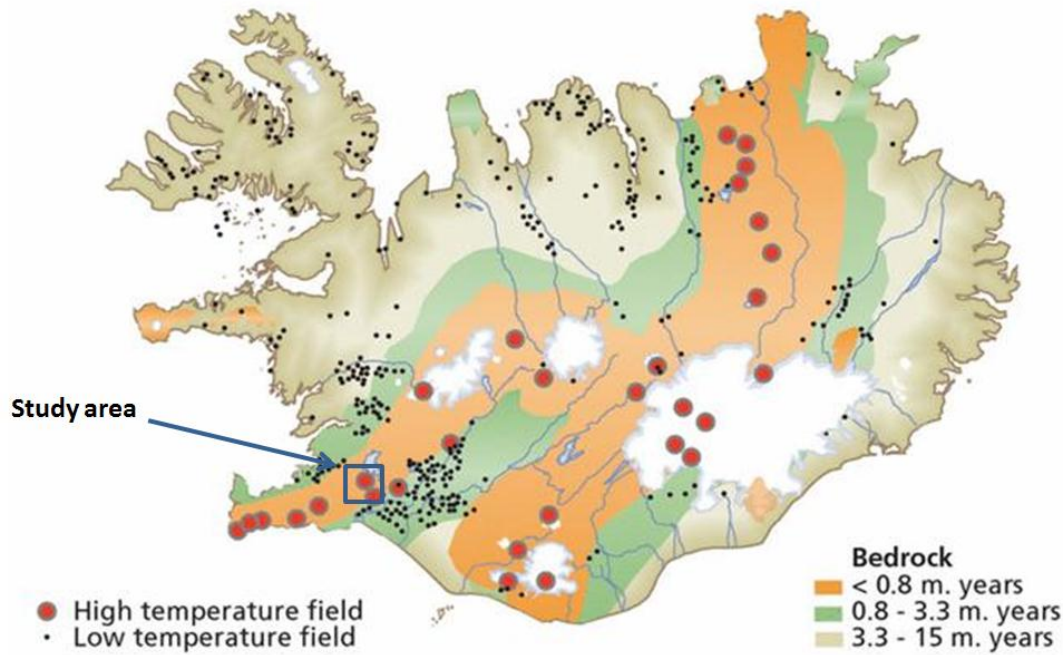 Study area
High temperature field
Low temperature field
Bedrock
< 0.8 m. years
0.8 - 3.3 m. years
3.3 - 15 m. years